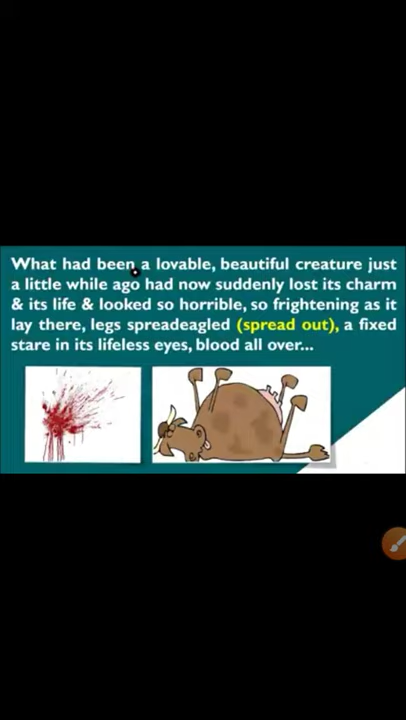 What had been a lovable, beautiful creature just
a little while ago had now suddenly lost its charm
& its life & looked so horrible, so frightening as it
lay there, legs spreadeagled (spread out), a fixed
stare in its lifeless eyes, blood all over...